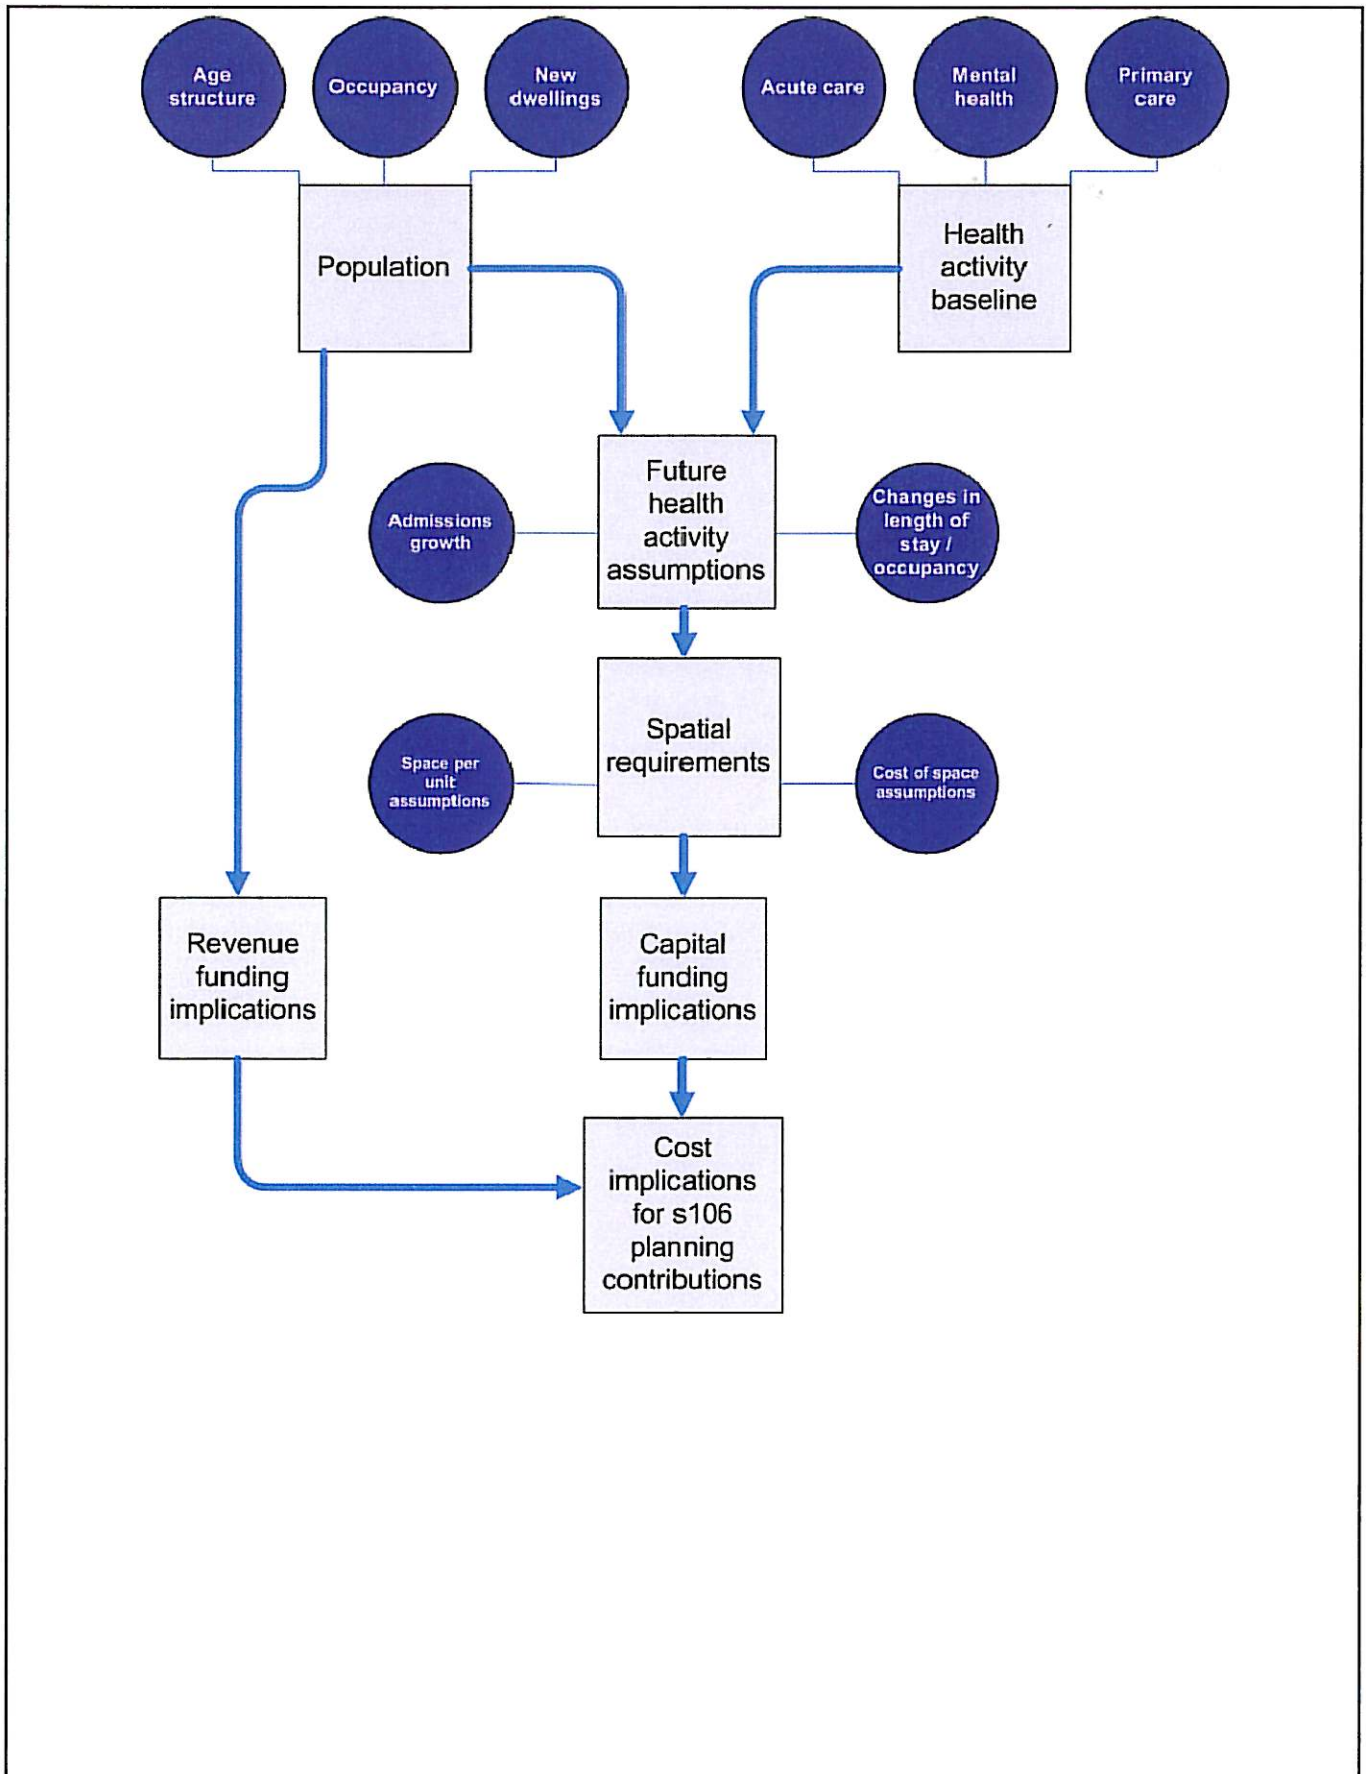 Age
structure
Occupancy
New
dwellings
Acute care
Mental
health
Primary
care
Population
Health
activity
baseline
Future
health
activity
assumptions
Admissions
growth
Changes in
length of
stay /
occupancy
Spatial
requirements
Space per
unit
assumptions
Cost of space
assumptions
Revenue
funding
implications
Capital
funding
implications
Cost
implications
for s106
planning
contributions